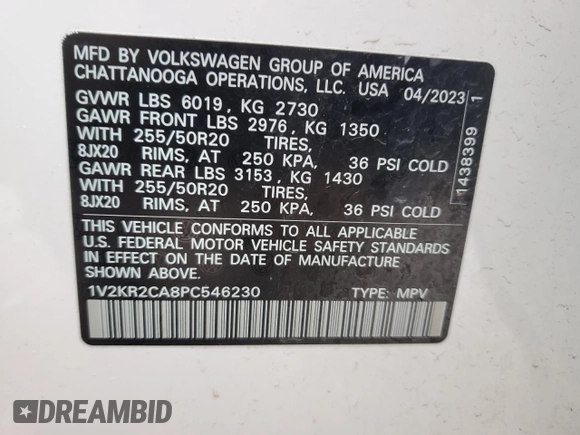 MFD BY VOLKSWAGEN GROUP OF AMERICA
CHATTANOOGA OPERATIONS, LLC. USA 04/2023
GVWR LBS 6019, KG 2730
GAWR FRONT LBS 2976, KG 1350
WITH 255/50R20 TIRES,
8JX20 RIMS, AT 250 KPA, 36 PSI COLD
GAWR REAR LBS 3153, KG 1430
WITH 255/50R20 TIRES,
8JX20 RIMS, AT 250 KPA, 36 PSI COLD
THIS VEHICLE CONFORMS TO ALL APPLICABLE
U.S. FEDERAL MOTOR VEHICLE SAFETY STANDARDS
IN EFFECT ON THE DATE OF MANUFACTURE
SHOWN ABOVE.
1V2KR2CA8PC546230 TYPE: MPV
1438399 1
DREAMBID